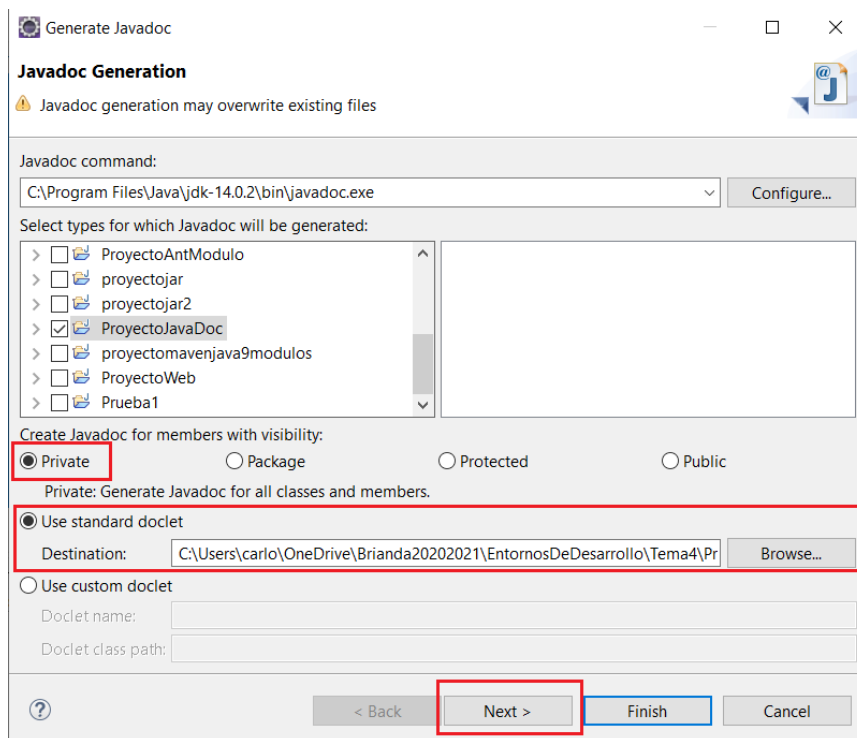 Generate Javadoc
Javadoc Generation
Javadoc generation may overwrite existing files
Javadoc command:
C:\Program Files\Java\jdk-14.0.2\bin\javadoc.exe
Configure...
Select types for which Javadoc will be generated:
ProyectoAntModulo
proyectojar
proyectojar2
ProyectoJavaDoc
proyectomavenjava9modulos
ProyectoWeb
Prueba1
Create Javadoc for members with visibility:
Private Package Protected Public
Private: Generate Javadoc for all classes and members.
Use standard doclet
Destination: C:\Users\carlo\OneDrive\Brianda20202021\EntornosDeDesarrollo\Tema4\Pr Browse...
Use custom doclet
Doclet name:
Doclet class path:
? < Back Next > Finish Cancel